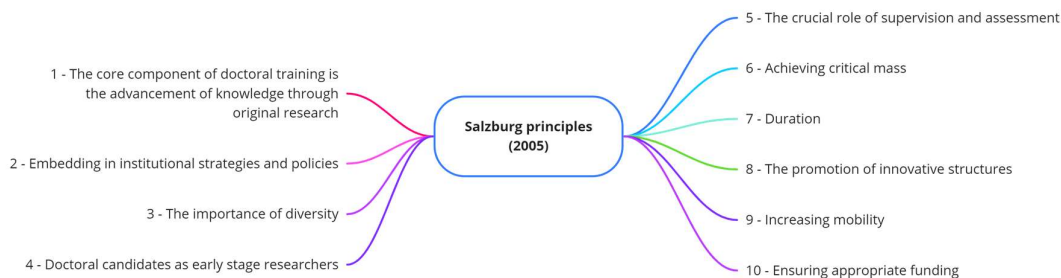 1 - The core component of doctoral training is
the advancement of knowledge through
original research
2 - Embedding in institutional strategies and policies
3 - The importance of diversity
4 - Doctoral candidates as early stage researchers
Salzburg principles
(2005)
5 - The crucial role of supervision and assessment
6 - Achieving critical mass
7 - Duration
8 - The promotion of innovative structures
9 - Increasing mobility
10 - Ensuring appropriate funding